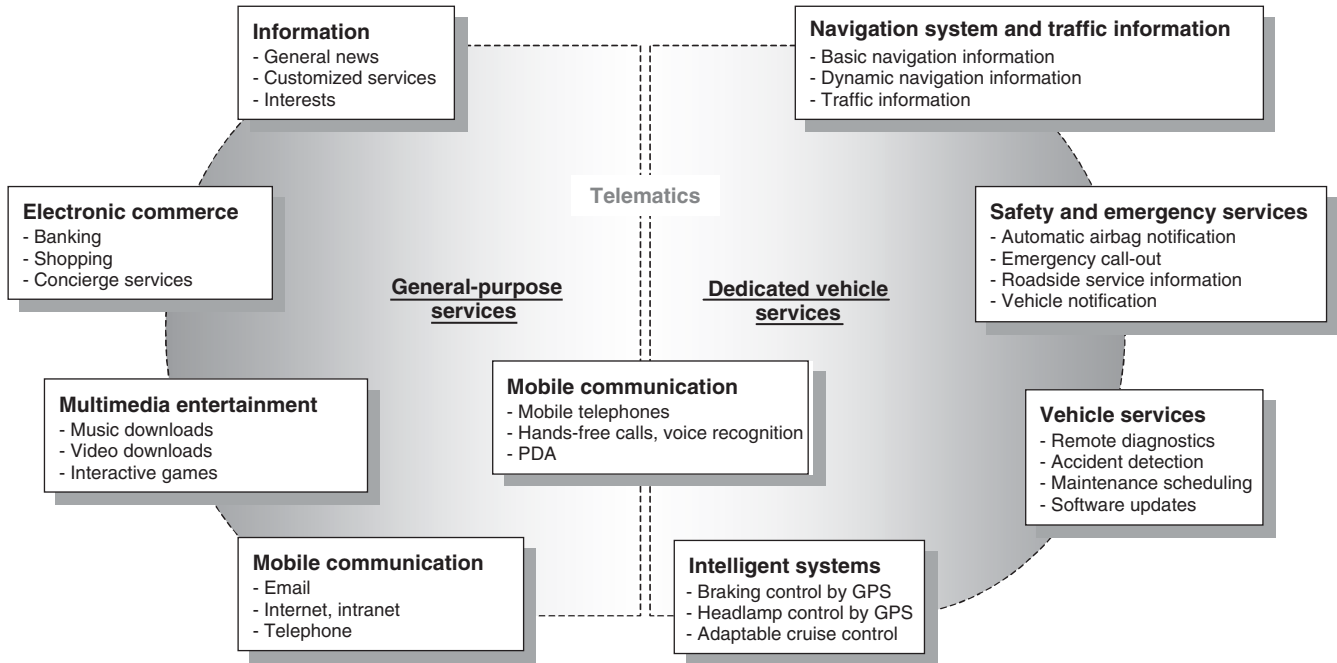 Information
- General news
- Customized services
- Interests
Navigation system and traffic information
- Basic navigation information
- Dynamic navigation information
- Traffic information
Telematics
Electronic commerce
- Banking
- Shopping
- Concierge services
Safety and emergency services
- Automatic airbag notification
- Emergency call-out
- Roadside service information
- Vehicle notification
General-purpose
services
Dedicated vehicle
services
Multimedia entertainment
- Music downloads
- Video downloads
- Interactive games
Mobile communication
- Mobile telephones
- Hands-free calls, voice recognition
- PDA
Vehicle services
- Remote diagnostics
- Accident detection
- Maintenance scheduling
- Software updates
Mobile communication
- Email
- Internet, intranet
- Telephone
Intelligent systems
- Braking control by GPS
- Headlamp control by GPS
- Adaptable cruise control